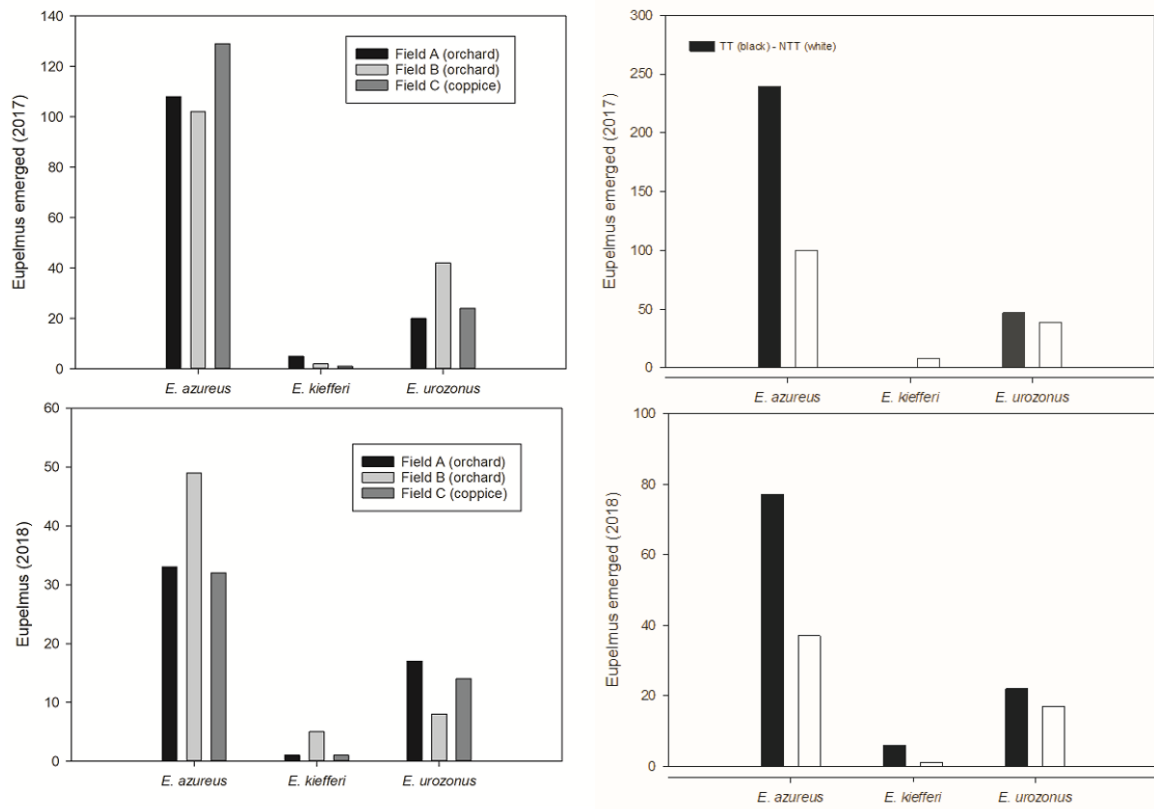 Eupelmus emerged (2017)
140
120
100
80
60
40
20
0
Field A (orchard)
Field B (orchard)
Field C (coppice)
E. azureus
E. kiefferi
E. urozonus
Eupelmus emerged (2017)
300
250
200
150
100
50
0
TT (black) - NTT (white)
E. azureus
E. kiefferi
E. urozonus
Eupelmus (2018)
60
50
40
30
20
10
0
Field A (orchard)
Field B (orchard)
Field C (coppice)
E. azureus
E. kiefferi
E. urozonus
Eupelmus emerged (2018)
100
80
60
40
20
0
E. azureus
E. kiefferi
E. urozonus